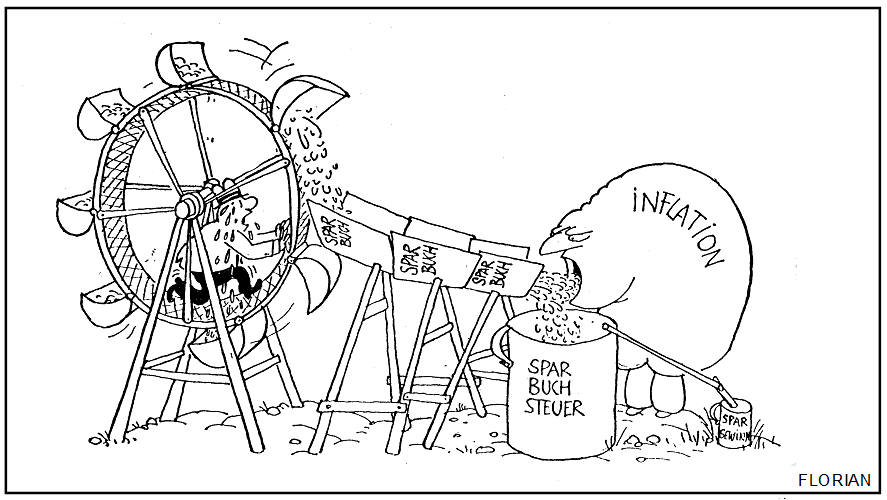 SPAR
BUCH
SPAR
BUCH
SPAR
BUCH
iNFLATiON
SPAR
BUCH
STEUER
SPAR
GEWiNN
FLORIAN